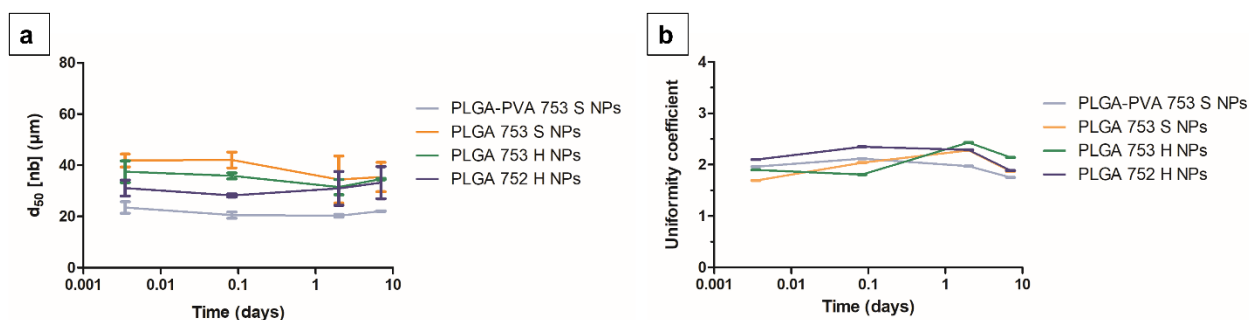 a
d₅₀ [nb] (µm)
80
60
40
20
0
0.001
0.01
0.1
1
10
Time (days)
PLGA-PVA 753 S NPs
PLGA 753 S NPs
PLGA 753 H NPs
PLGA 752 H NPs
b
Uniformity coefficient
4
3
2
1
0
0.001
0.01
0.1
1
10
Time (days)
PLGA-PVA 753 S NPs
PLGA 753 S NPs
PLGA 753 H NPs
PLGA 752 H NPs